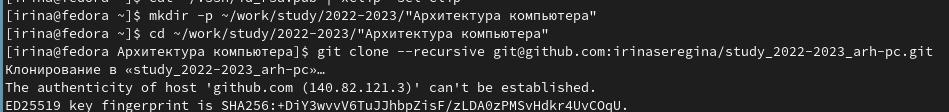 [irina@fedora ~]$ mkdir -p ~/work/study/2022-2023/"Архитектура компьютера"
[irina@fedora ~]$ cd ~/work/study/2022-2023/"Архитектура компьютера"
[irina@fedora Архитектура компьютера]$ git clone --recursive git@github.com:irinaseregina/study_2022-2023_arh-pc.git
Клонирование в «study_2022-2023_arh-pc»…
The authenticity of host 'github.com (140.82.121.3)' can't be established.
ED25519 key fingerprint is SHA256:+DiY3wvvV6TuJJhbpZisF/zLDA0zPMSvHdkr4UvCOqU.